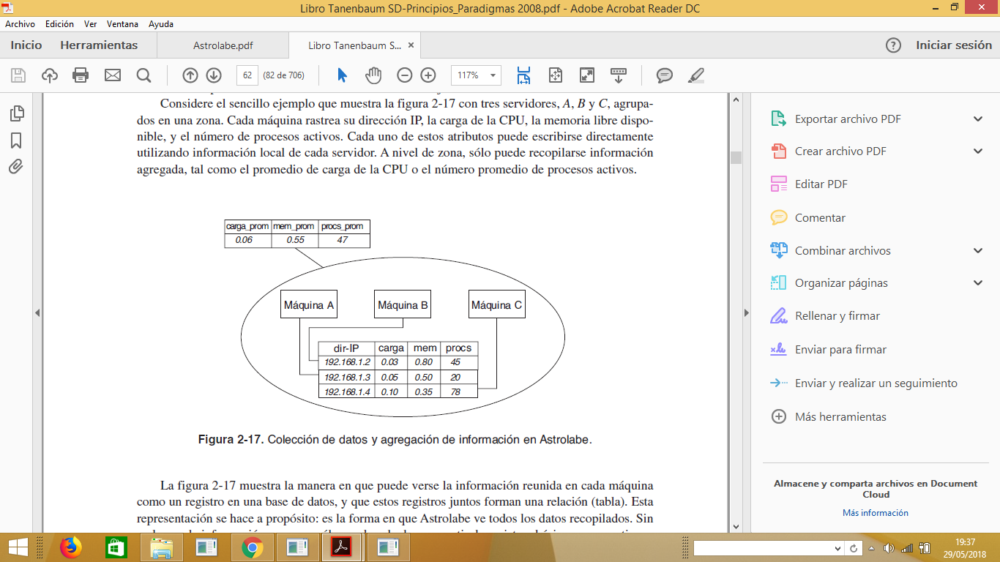 Libro Tanenbaum SD-Principios_Paradigmas 2008.pdf - Adobe Acrobat Reader DC
Archivo Edición Ver Ventana Ayuda
Inicio Herramientas Astrolabe.pdf Libro Tanenbaum S... × ? Iniciar sesión
62 (82 de 706) 117%
Considere el sencillo ejemplo que muestra la figura 2-17 con tres servidores, A, B y C, agrupa-
dos en una zona. Cada máquina rastrea su dirección IP, la carga de la CPU, la memoria libre dispo-
nible, y el número de procesos activos. Cada uno de estos atributos puede escribirse directamente
utilizando información local de cada servidor. A nivel de zona, sólo puede recopilarse información
agregada, tal como el promedio de carga de la CPU o el número promedio de procesos activos.
carga_prom mem_prom procs_prom
0.06 0.55 47
Máquina A Máquina B Máquina C
dir-IP carga mem procs
192.168.1.2 0.03 0.80 45
192.168.1.3 0.05 0.50 20
192.168.1.4 0.10 0.35 78
Figura 2-17. Colección de datos y agregación de información en Astrolabe.
La figura 2-17 muestra la manera en que puede verse la información reunida en cada máquina
como un registro en una base de datos, y que estos registros juntos forman una relación (tabla). Esta
representación se hace a propósito: es la forma en que Astrolabe ve todos los datos recopilados. Sin
Exportar archivo PDF
Crear archivo PDF
Editar PDF
Comentar
Combinar archivos
Organizar páginas
Rellenar y firmar
Enviar para firmar
Enviar y realizar un seguimiento
Más herramientas
Almacene y comparta archivos en Document
Cloud
Más información
19:37
29/05/2018